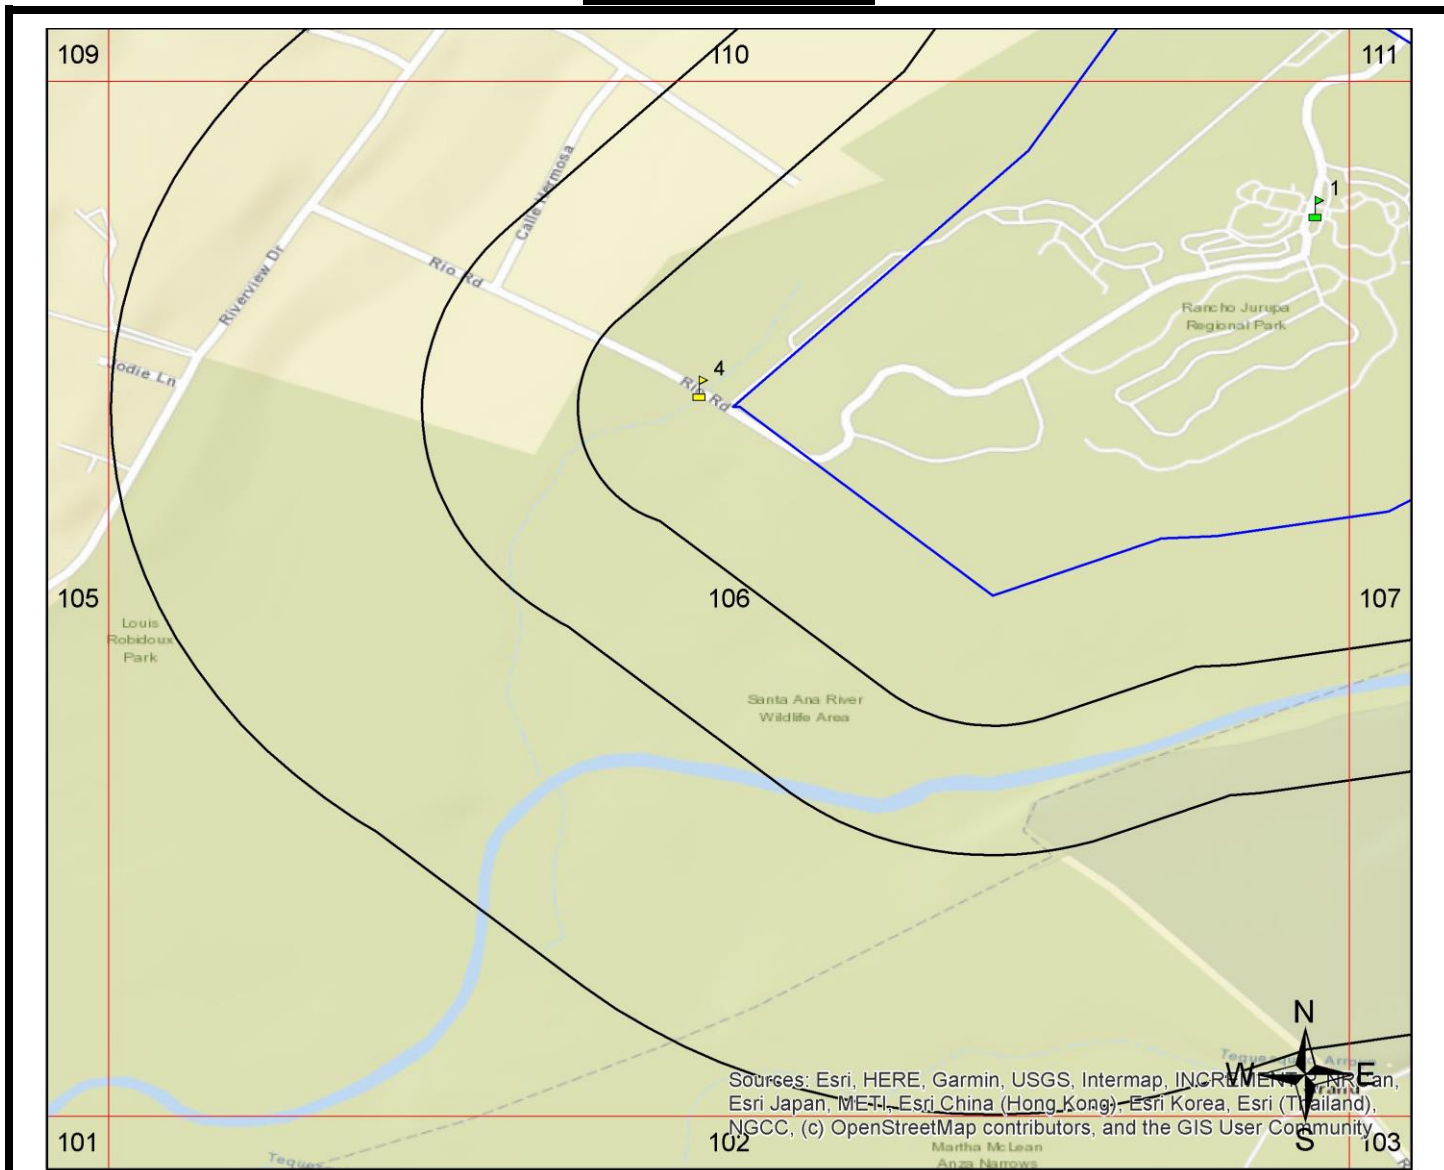 109
110
111
1
Calle Hermosa
Riverview Dr
Rio Rd
Rancho Jurupa
Regional Park
Jodie Ln
4
Rio Rd
105
106
107
Louis
Robidoux
Park
Santa Ana River
Wildlife Area
N
W
E
S
Sources: Esri, HERE, Garmin, USGS, Intermap, INCREMENT
Esri Japan, METI, Esri China (Hong Kong), Esri Korea, Esri (Thailand),
NGCC, (c) OpenStreetMap contributors, and the GIS User Community
101
102
103
Martha McLean
Anza Narrows